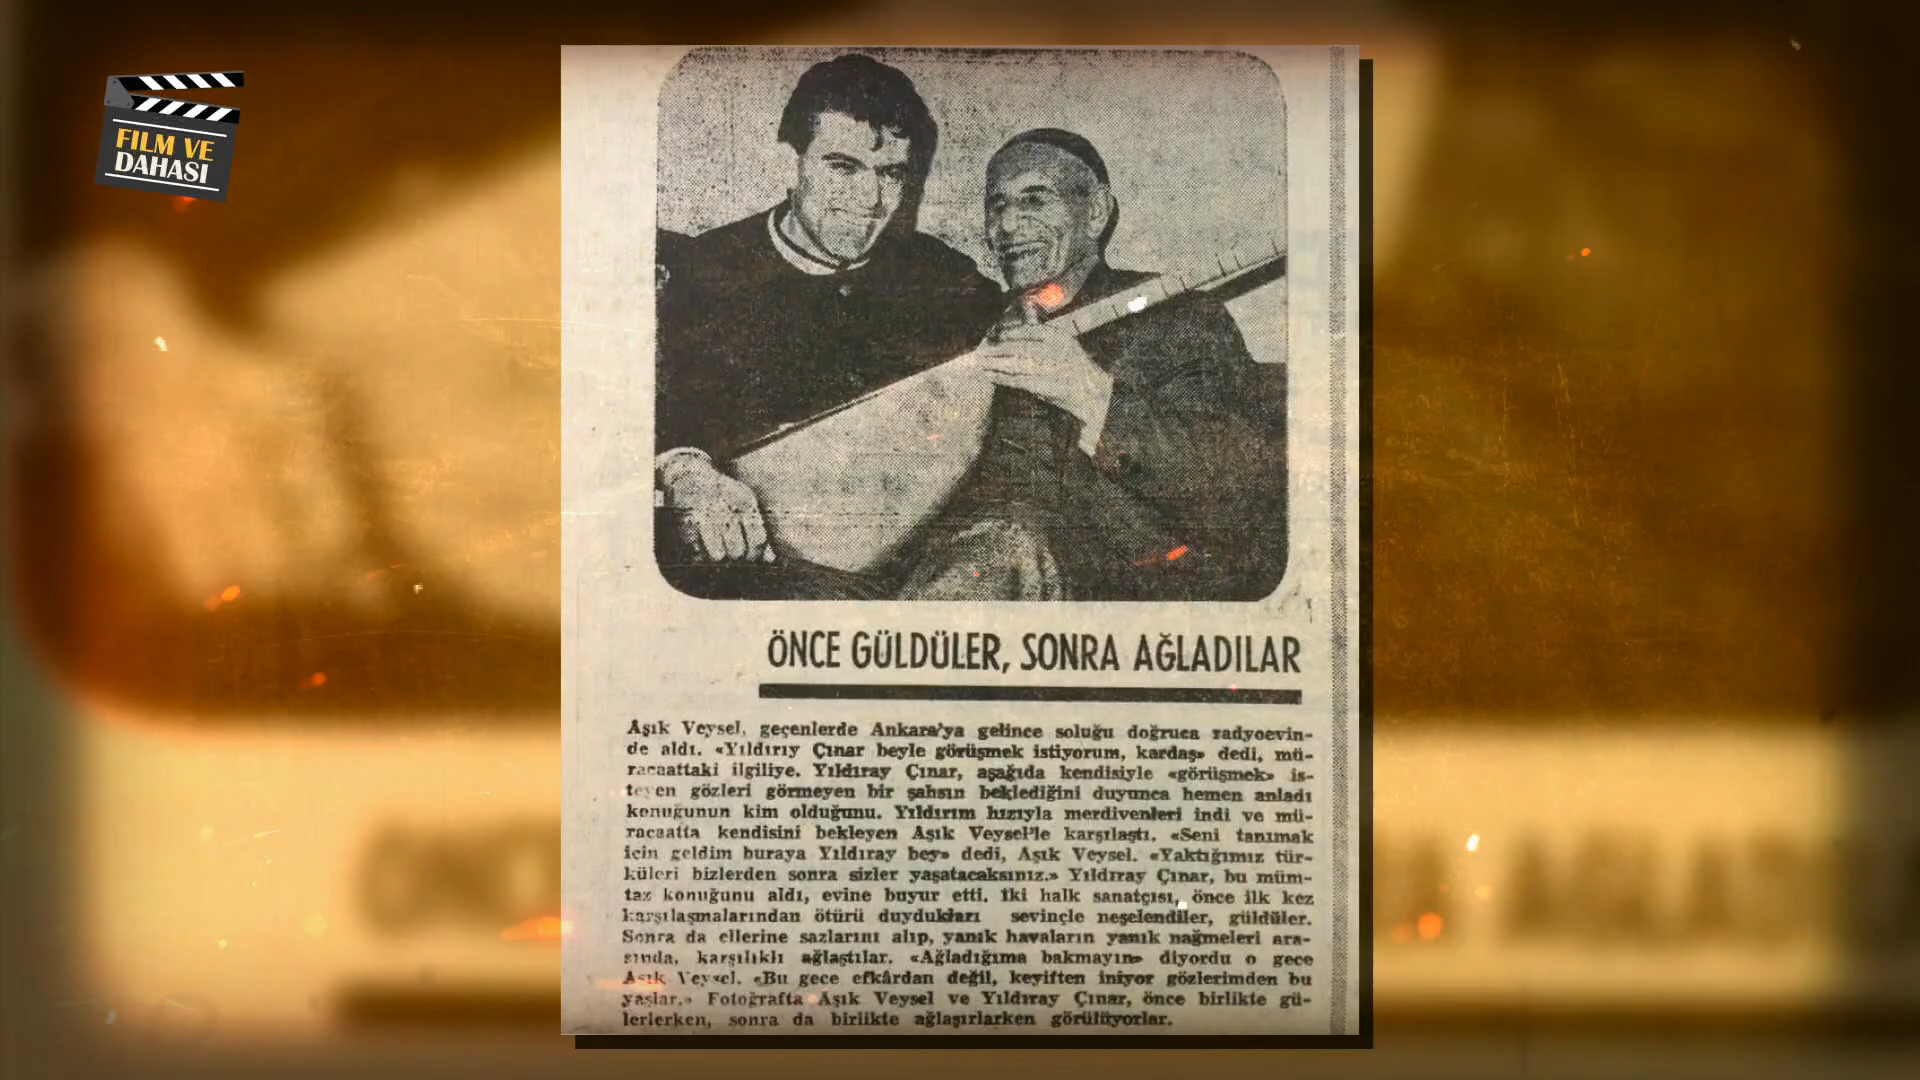 FILM VE
DAHASI
ÖNCE GÜLDÜLER, SONRA AĞLADILAR
Aşık Veysel, geçenlerde Ankara'ya gelince soluğu doğruca radyoevin-
de aldı. «Yıldırıy Çınar beyle görüşmek istiyorum, kardaş» dedi, mü-
racaattaki ilgiliye. Yıldıray Çınar, aşağıda kendisiyle «görüşmek» is-
teyen gözleri görmeyen bir şahsın beklediğini duyunca hemen anladı
konuğunun kim olduğunu. Yıldırım hızıyla merdivenleri indi ve mü-
racaatta kendisini bekleyen Aşık Veysel'le karşılaştı. «Seni tanımak
için geldim buraya Yıldıray bey» dedi, Aşık Veysel. «Yaktığımız tür-
küleri bizlerden sonra sizler yaşatacaksınız.» Yıldıray Çınar, bu müm-
taz konuğunu aldı, evine buyur etti. İki halk sanatçısı, önce ilk kez
karşılaşmalarından ötürü duydukları sevinçle neşelendiler, güldüler.
Sonra da ellerine sazlarını alıp, yanık havaların yanık nağmeleri ara-
sında, karşılıklı ağlaştılar. «Ağladığıma bakmayın» diyordu o gece
Aşık Veysel. «Bu gece efkârdan değil, keyiften iniyor gözlerimden bu
yaşlar.» Fotoğrafta Aşık Veysel ve Yıldıray Çınar, önce birlikte gü-
lerlerken, sonra da birlikte ağlaşırlarken görülüyorlar.